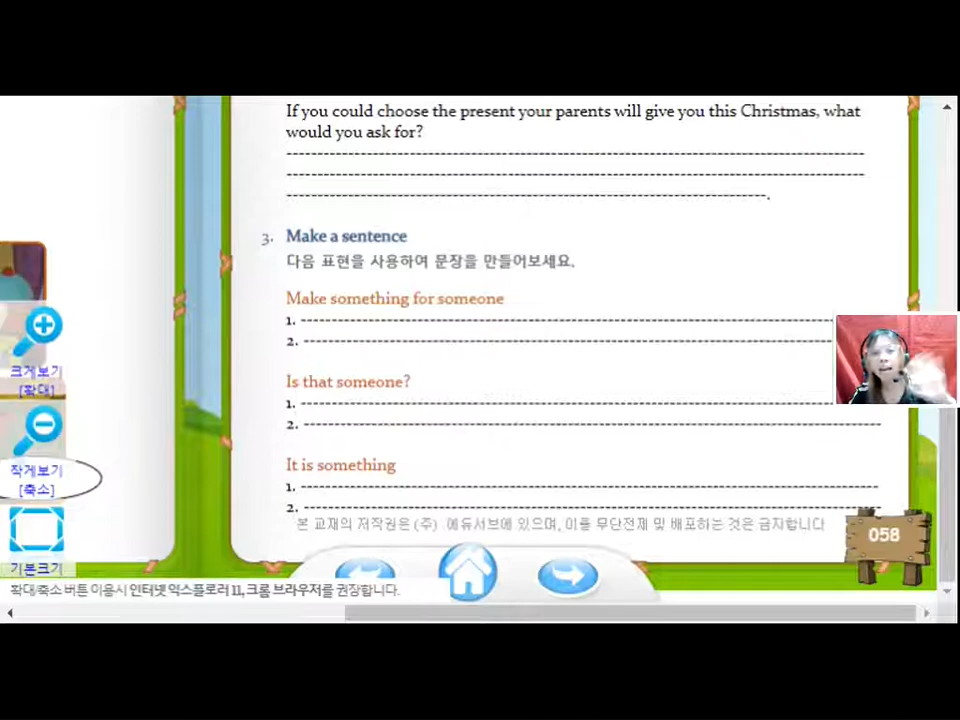 If you could choose the present your parents will give you this Christmas, what
would you ask for?
3. Make a sentence
다음 표현을 사용하여 문장을 만들어보세요.
Make something for someone
1.
2.
Is that someone?
1.
2.
It is something
1.
2.
본 교재의 저작권은 (주) 에듀서브에 있으며, 이를 무단전제 및 배포하는 것은 금지합니다
058
크게보기
[확대]
작게보기
[축소]
기본크기
확대/축소 버튼 이용시 인터넷 익스플로러 11, 크롬 브라우저를 권장합니다.